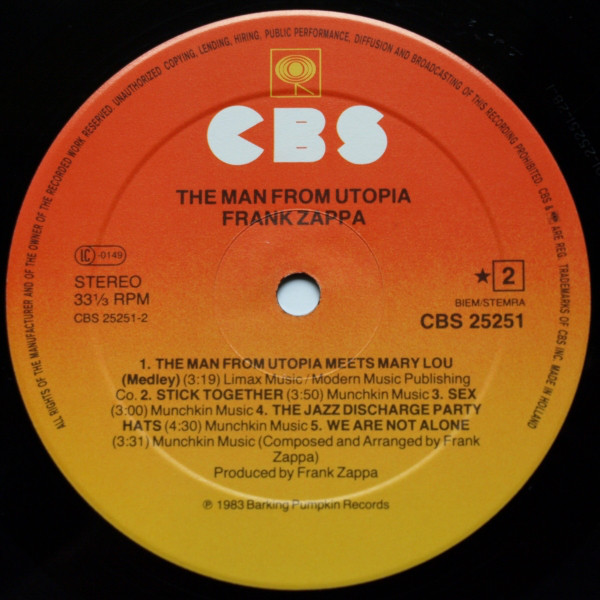 ALL RIGHTS OF THE MANUFACTURER AND OF THE OWNER OF THE RECORDED WORK RESERVED. UNAUTHORIZED COPYING, LENDING, HIRING, PUBLIC PERFORMANCE, DIFFUSION AND BROADCASTING OF THIS RECORDING PROHIBITED. CBS & ARE REG. TRADEMARKS OF CBS INC. MADE IN HOLLAND
CBS
THE MAN FROM UTOPIA
FRANK ZAPPA
LC -0149
STEREO
33⅓ RPM
CBS 25251-2
★ 2
BIEM/STEMRA
CBS 25251
1. THE MAN FROM UTOPIA MEETS MARY LOU
(Medley) (3:19) Limax Music/Modern Music Publishing
Co. 2. STICK TOGETHER (3:50) Munchkin Music 3. SEX
(3:00) Munchkin Music 4. THE JAZZ DISCHARGE PARTY
HATS (4:30) Munchkin Music 5. WE ARE NOT ALONE
(3:31) Munchkin Music (Composed and Arranged by Frank
Zappa)
Produced by Frank Zappa
℗ 1983 Barking Pumpkin Records